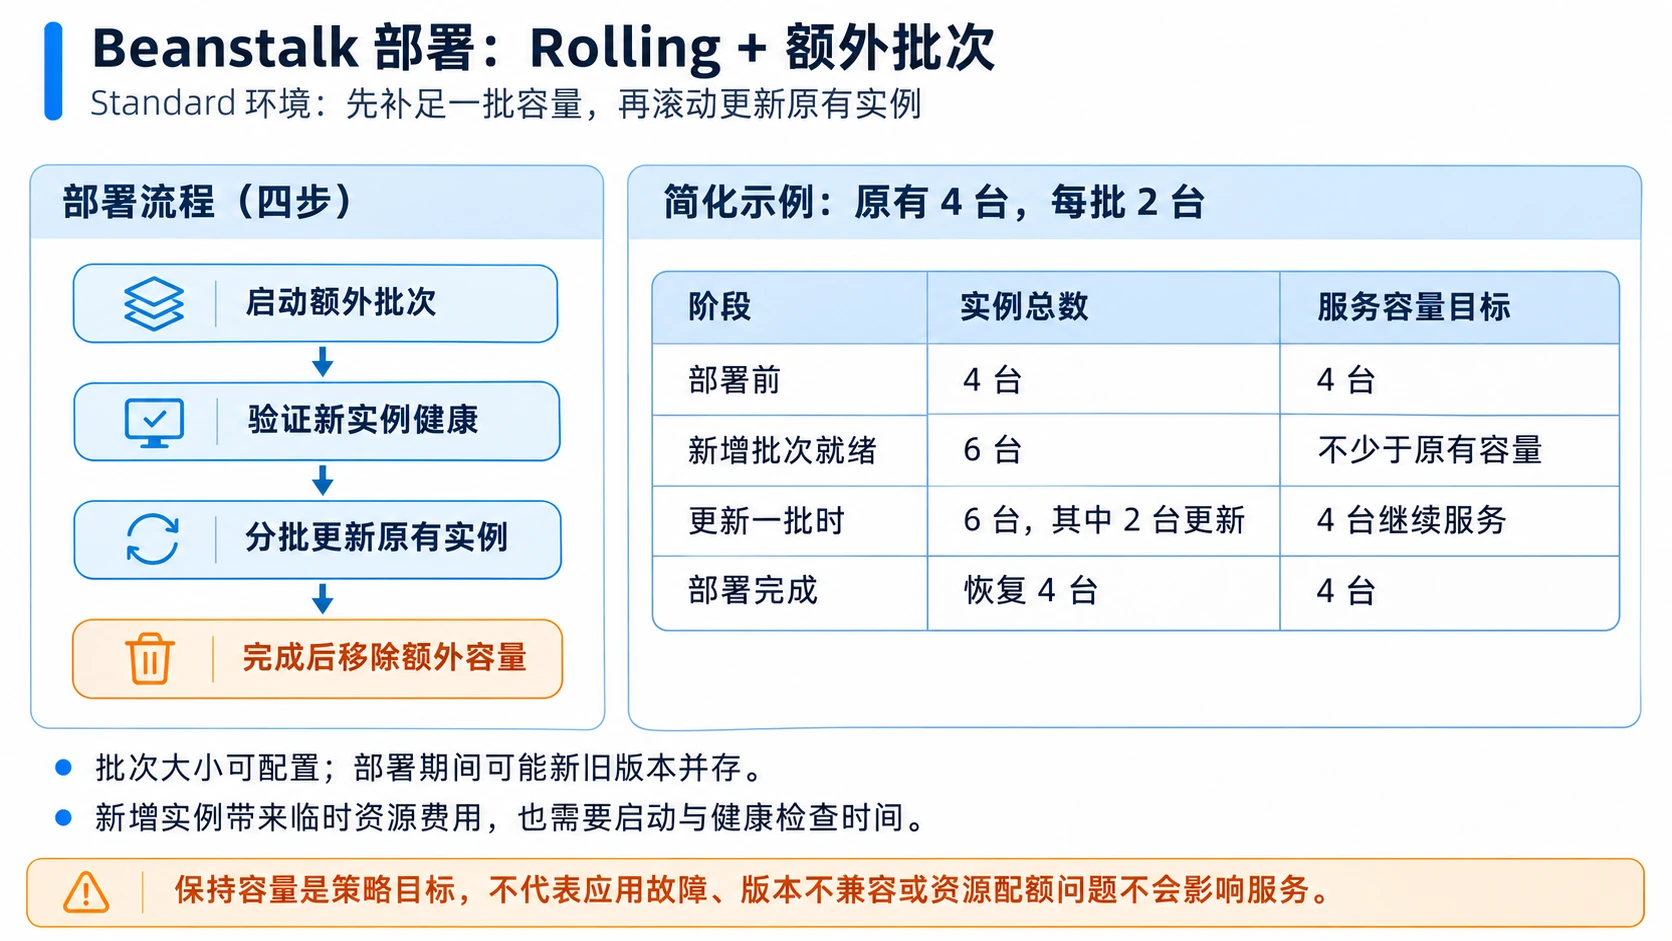 Beanstalk 部署：Rolling + 额外批次
Standard 环境：先补足一批容量，再滚动更新原有实例
部署流程（四步）
启动额外批次
验证新实例健康
分批更新原有实例
完成后移除额外容量
简化示例：原有 4 台，每批 2 台
阶段 实例总数 服务容量目标
部署前 4 台 4 台
新增批次就绪 6 台 不少于原有容量
更新一批时 6 台，其中 2 台更新 4 台继续服务
部署完成 恢复 4 台 4 台
批次大小可配置；部署期间可能新旧版本并存。
新增实例带来临时资源费用，也需要启动与健康检查时间。
保持容量是策略目标，不代表应用故障、版本不兼容或资源配额问题不会影响服务。